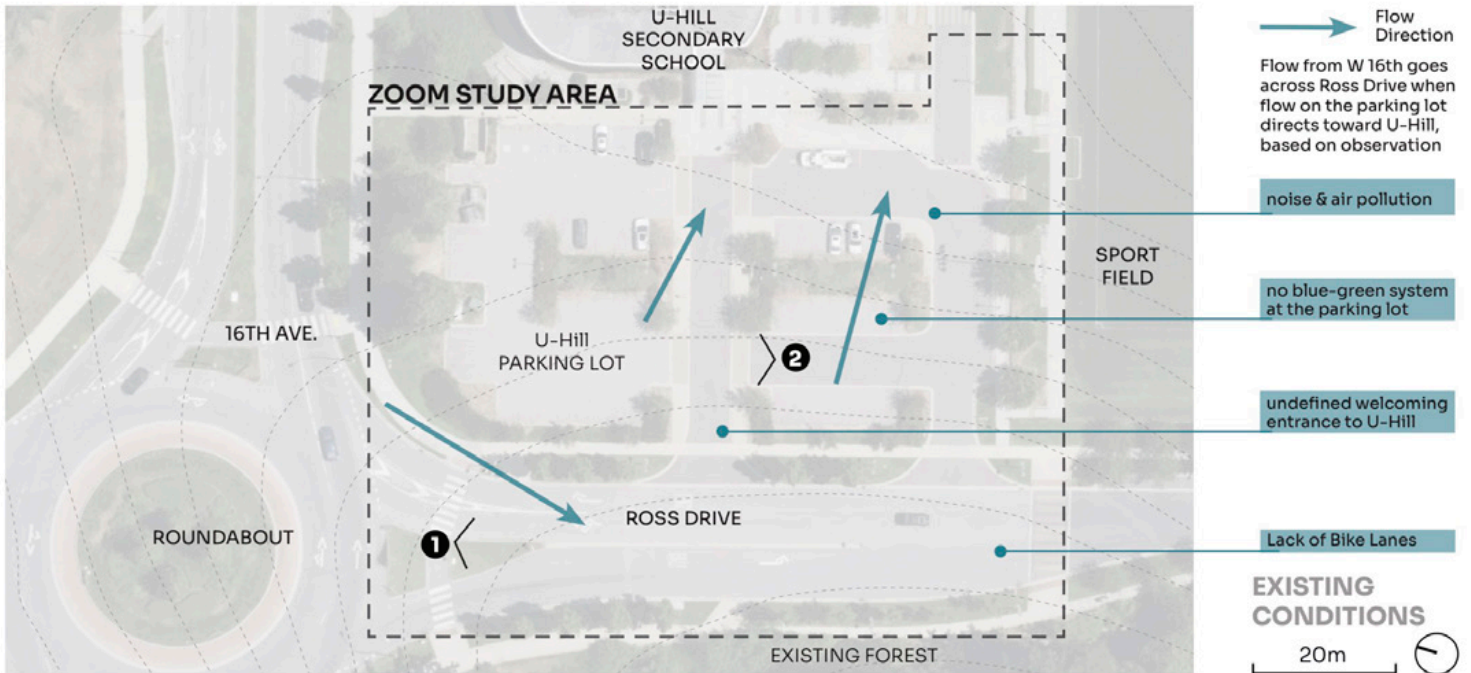 U-HILL
SECONDARY
SCHOOL
ZOOM STUDY AREA
16TH AVE.
U-Hill
PARKING LOT
2
SPORT
FIELD
ROUNDABOUT
1
ROSS DRIVE
EXISTING FOREST
Flow
Direction
Flow from W 16th goes
across Ross Drive when
flow on the parking lot
directs toward U-Hill,
based on observation
noise & air pollution
no blue-green system
at the parking lot
undefined welcoming
entrance to U-Hill
Lack of Bike Lanes
EXISTING
CONDITIONS
20m